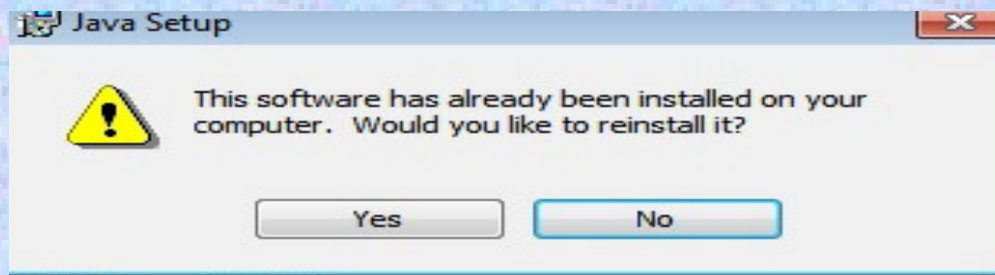 Java Setup
This software has already been installed on your
computer. Would you like to reinstall it?
Yes No